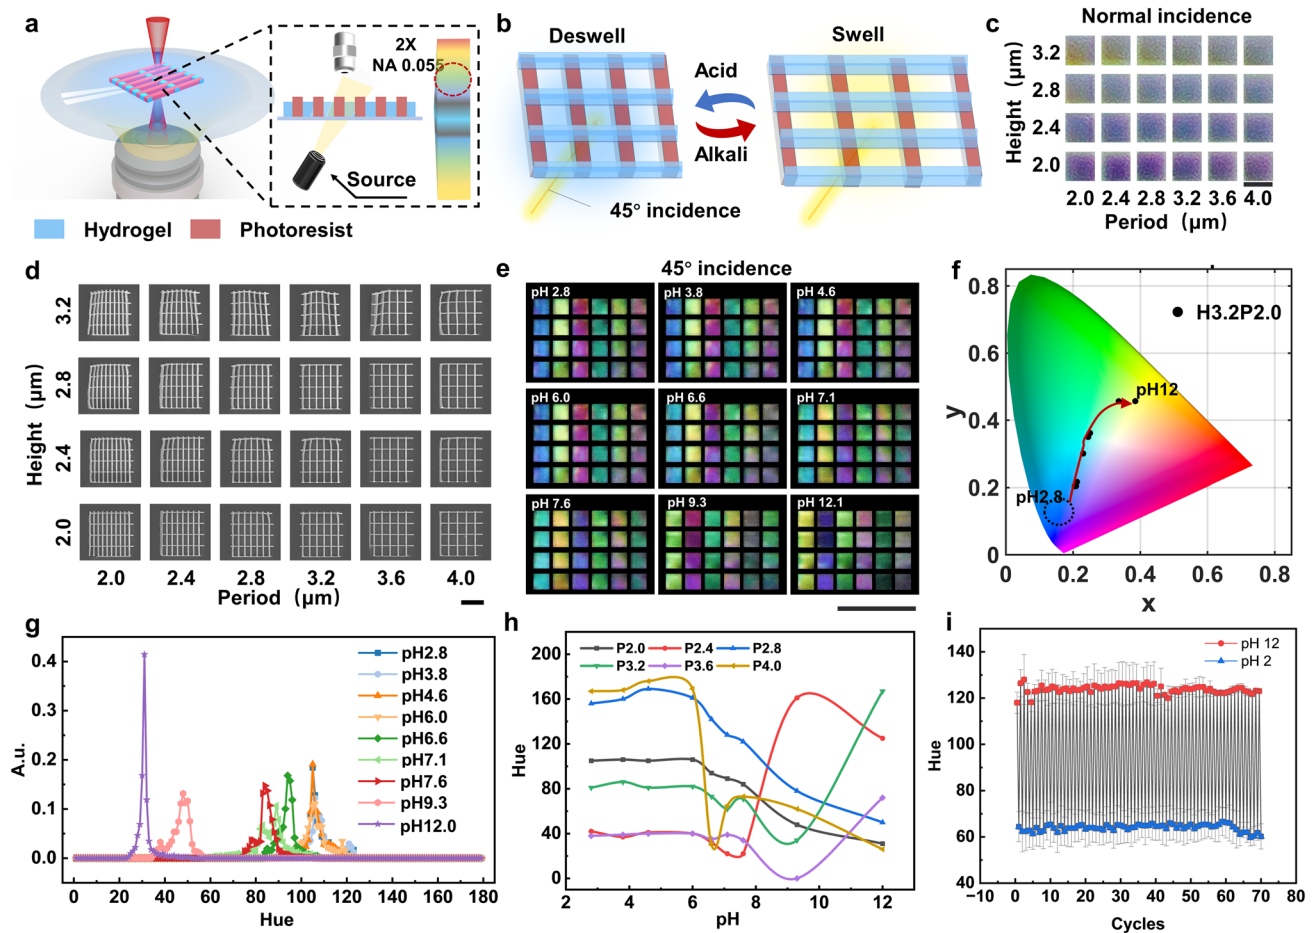 a
2X
NA 0.055
Source
Hydrogel
Photoresist
b
Deswell
Swell
Acid
Alkali
45° incidence
c
Normal incidence
Height (μm)
3.2
2.8
2.4
2.0
2.0 2.4 2.8 3.2 3.6 4.0
Period (μm)
d
Height (μm)
3.2
2.8
2.4
2.0
2.0 2.4 2.8 3.2 3.6 4.0
Period (μm)
e
45° incidence
pH 2.8 pH 3.8 pH 4.6
pH 6.0 pH 6.6 pH 7.1
pH 7.6 pH 9.3 pH 12.1
f
H3.2P2.0
pH12
pH2.8
y
0.8
0.6
0.4
0.2
0
0 0.2 0.4 0.6 0.8
x
g
A.u.
0.4
0.3
0.2
0.1
0.0
pH2.8
pH3.8
pH4.6
pH6.0
pH6.6
pH7.1
pH7.6
pH9.3
pH12.0
0 20 40 60 80 100 120 140 160 180
Hue
h
P2.0 P2.4 P2.8
P3.2 P3.6 P4.0
Hue
200
160
120
80
40
0
2 4 6 8 10 12
pH
i
pH 12
pH 2
Hue
140
120
100
80
60
40
−10 0 10 20 30 40 50 60 70 80
Cycles